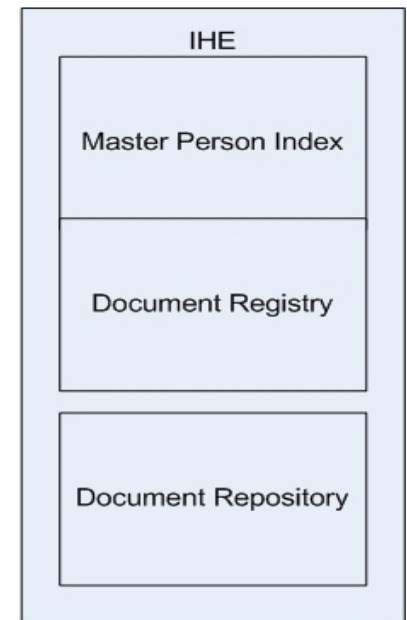 IHE
Master Person Index
Document Registry
Document Repository